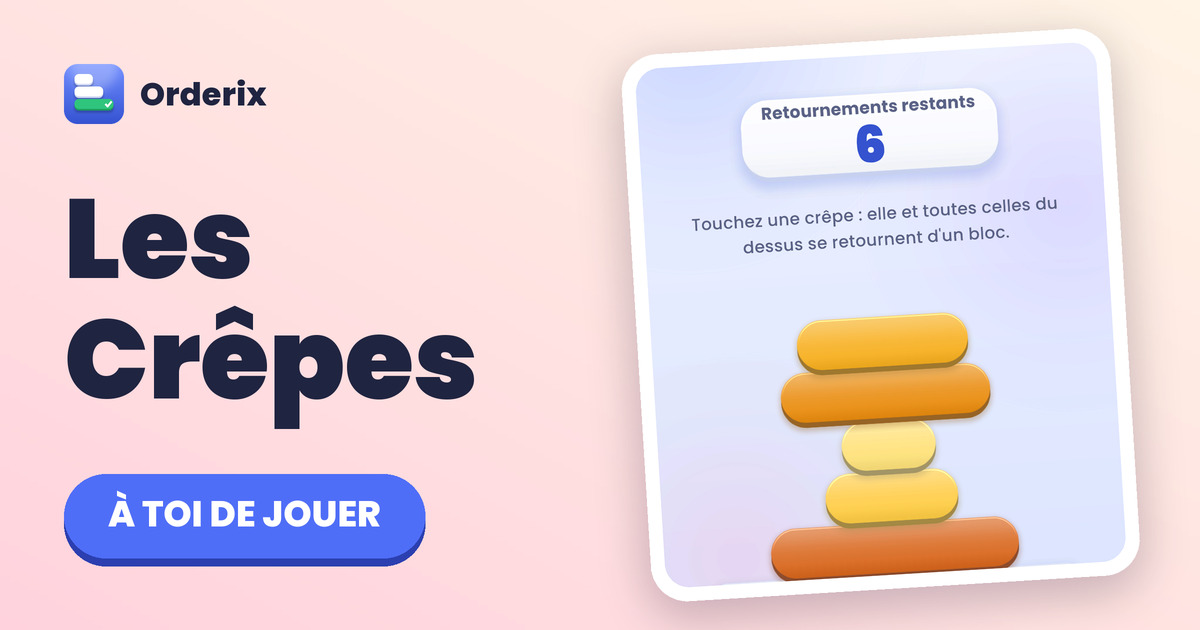 Orderix
Les
Crêpes
À TOI DE JOUER
Retournements restants
6
Touchez une crêpe : elle et toutes celles du
dessus se retournent d'un bloc.